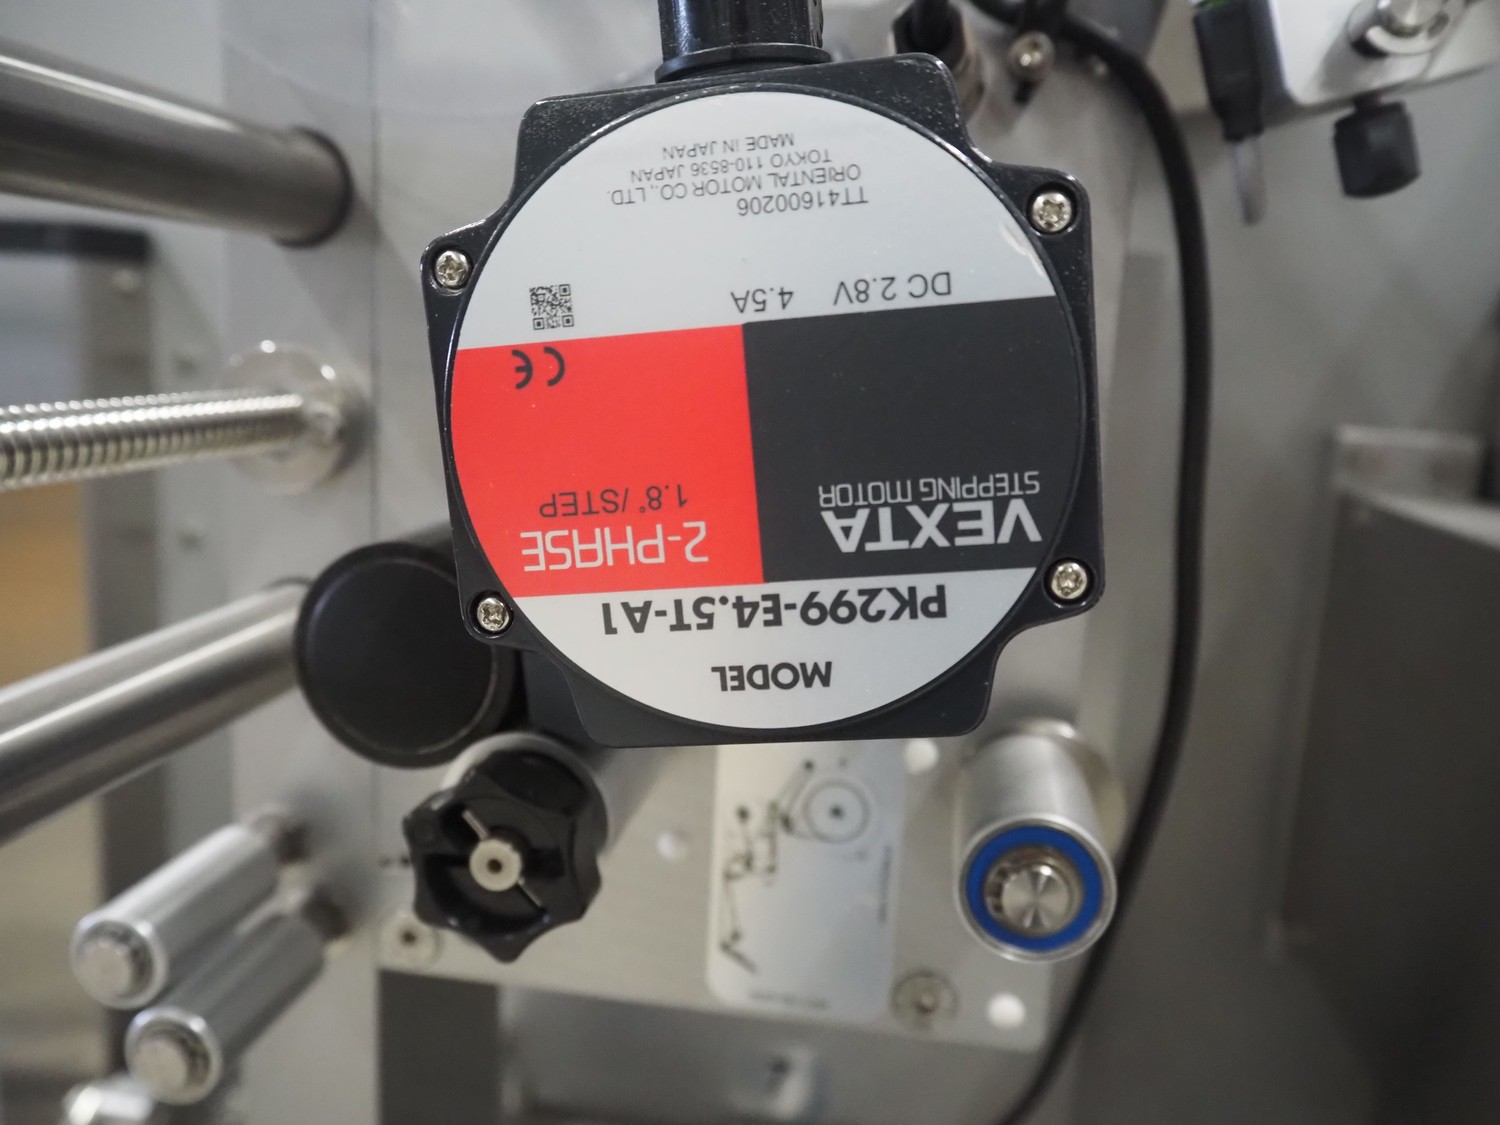 MODEL
PK299-E4.5T-A1
VEXTA
STEPPING MOTOR
2-PHASE
1.8°/STEP
CE
DC 2.8V 4.5A
TT41600206
ORIENTAL MOTOR CO., LTD.
TOKYO 110-8536 JAPAN
MADE IN JAPAN